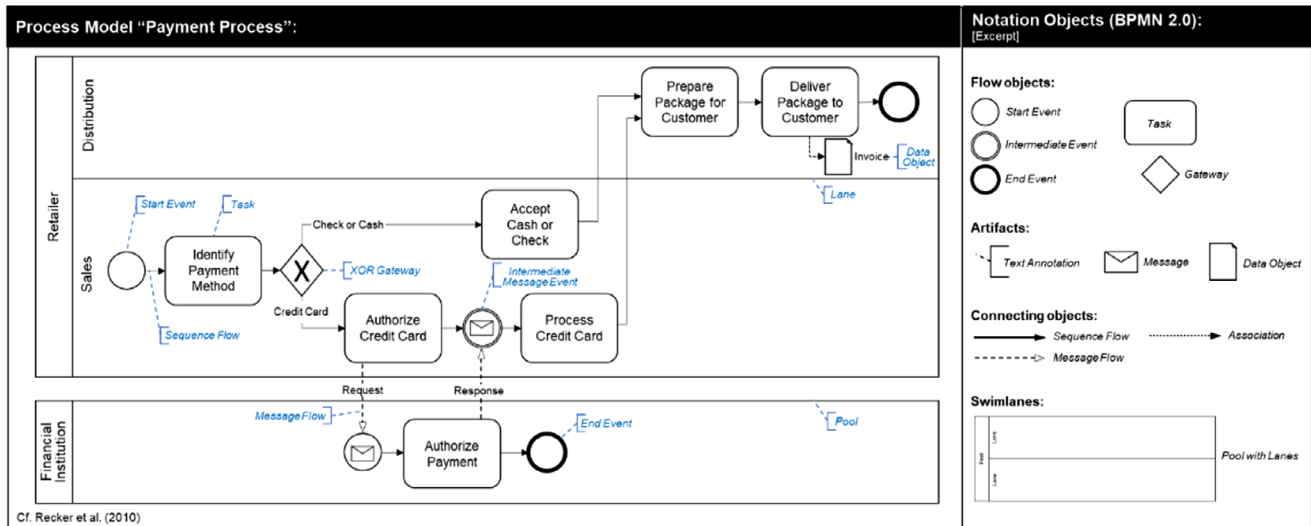 Process Model “Payment Process”:
Retailer
Distribution
Prepare
Package for
Customer
Deliver
Package to
Customer
Invoice
Data
Object
Lane
Sales
Start Event
Task
Identify
Payment
Method
Sequence Flow
X
XOR Gateway
Check or Cash
Credit Card
Accept
Cash or
Check
Intermediate
Message Event
Authorize
Credit Card
Process
Credit Card
Request
Response
Financial
Institution
Message Flow
Authorize
Payment
End Event
Pool
Cf. Recker et al. (2010)
Notation Objects (BPMN 2.0):
[Excerpt]
Flow objects:
Start Event
Intermediate Event
End Event
Task
Gateway
Artifacts:
Text Annotation
Message
Data Object
Connecting objects:
Sequence Flow
Association
Message Flow
Swimlanes:
Pool
Lane
Lane
Pool with Lanes